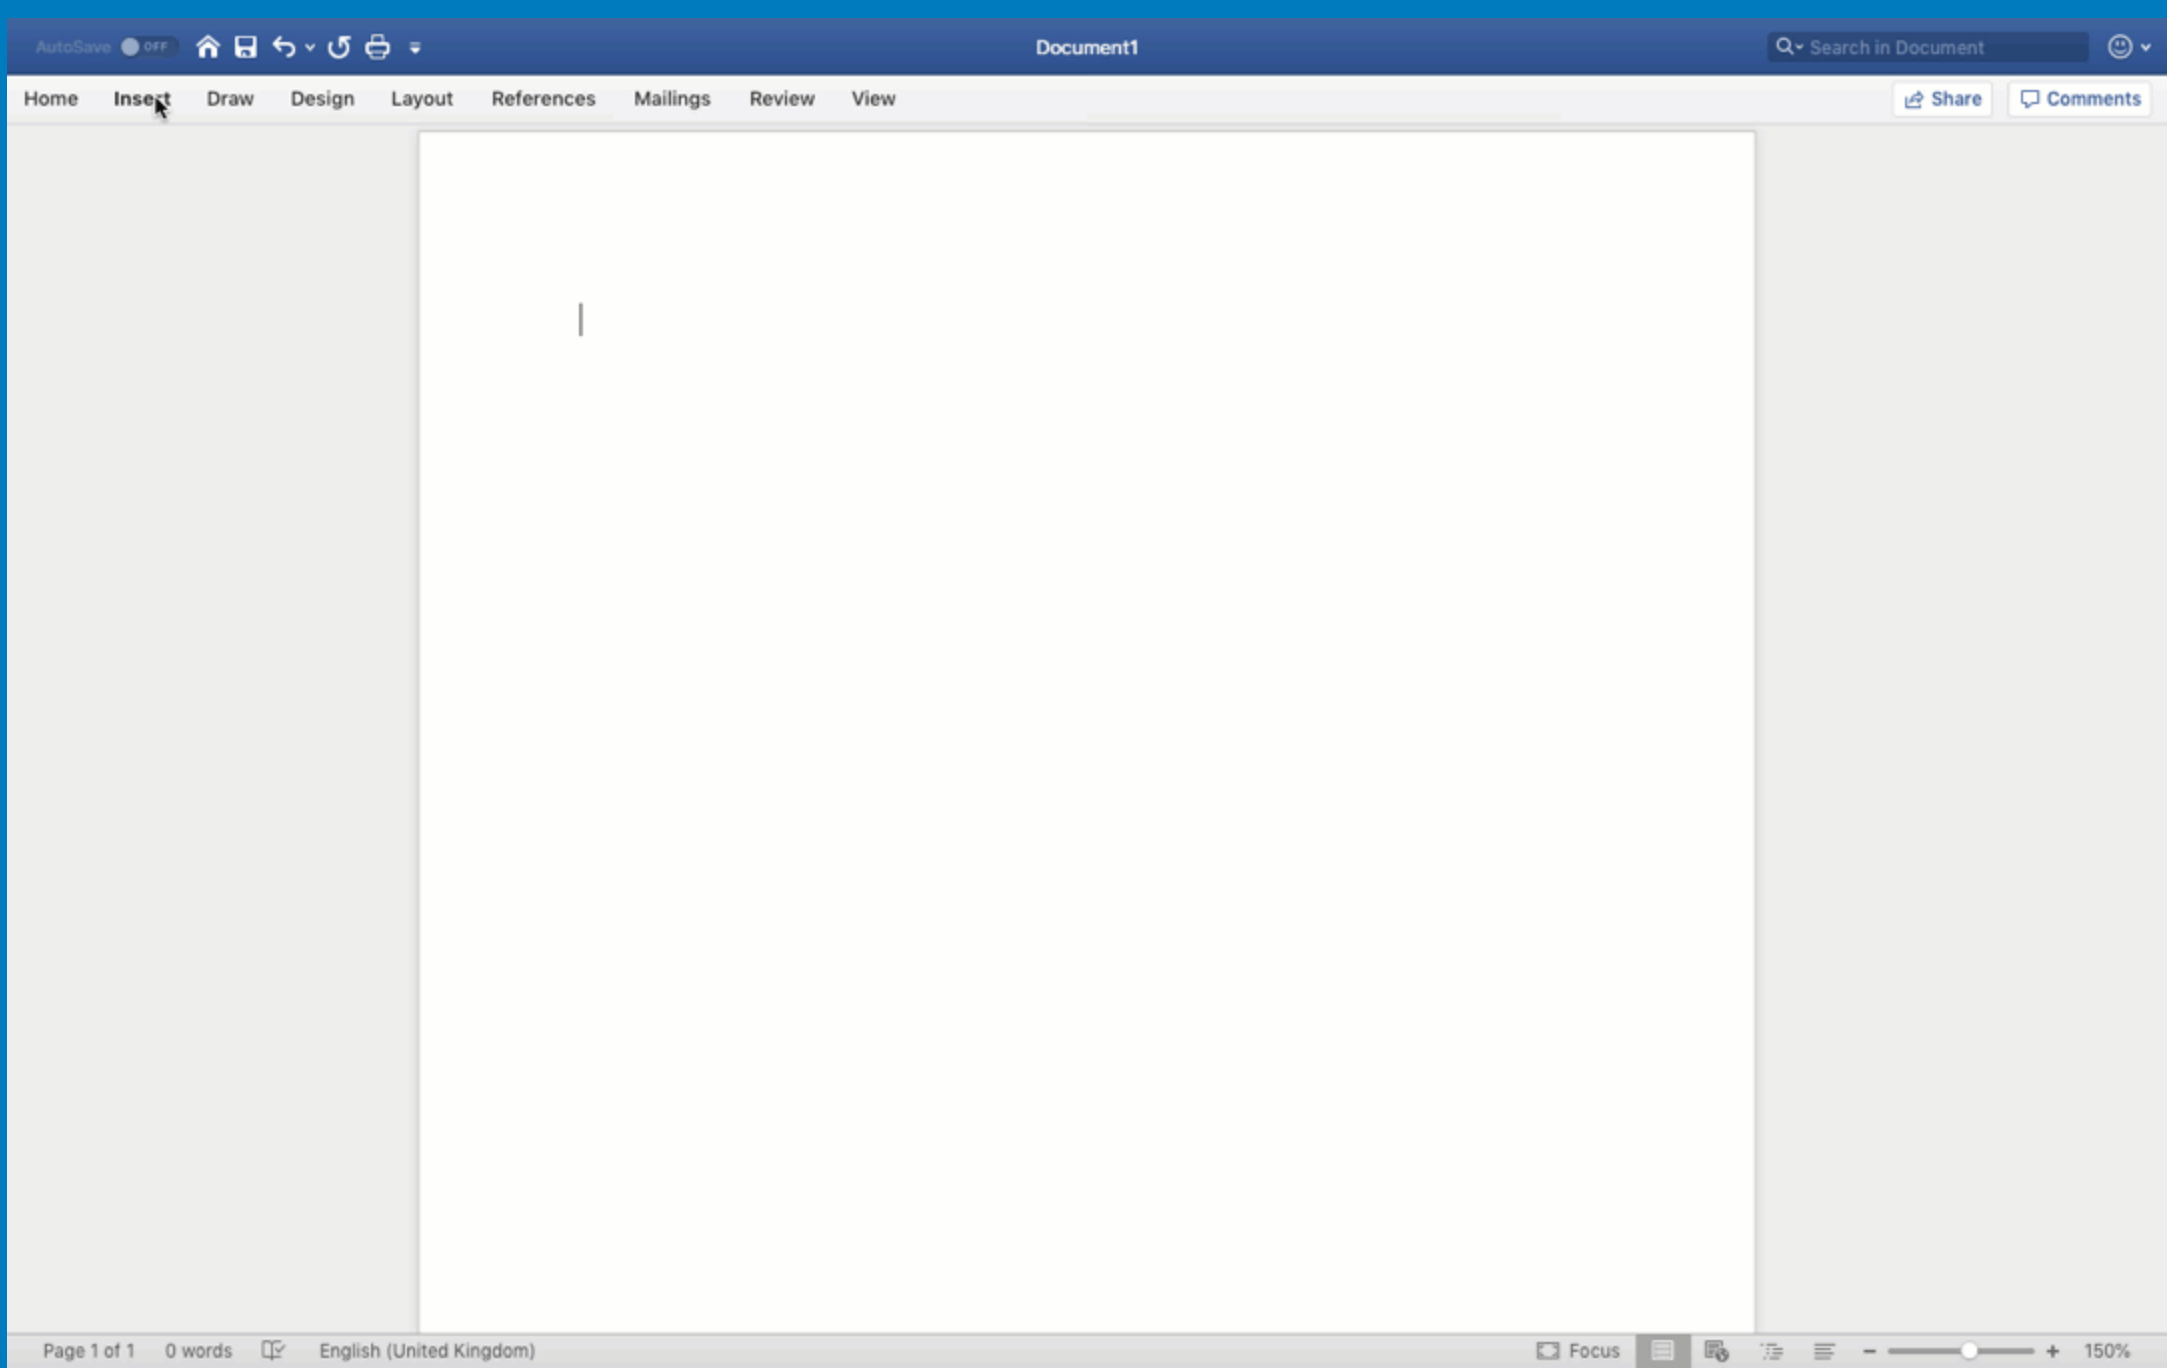 AutoSave OFF Document1 Search in Document
Home Insert Draw Design Layout References Mailings Review View Share Comments
Page 1 of 1 0 words English (United Kingdom) Focus 150%